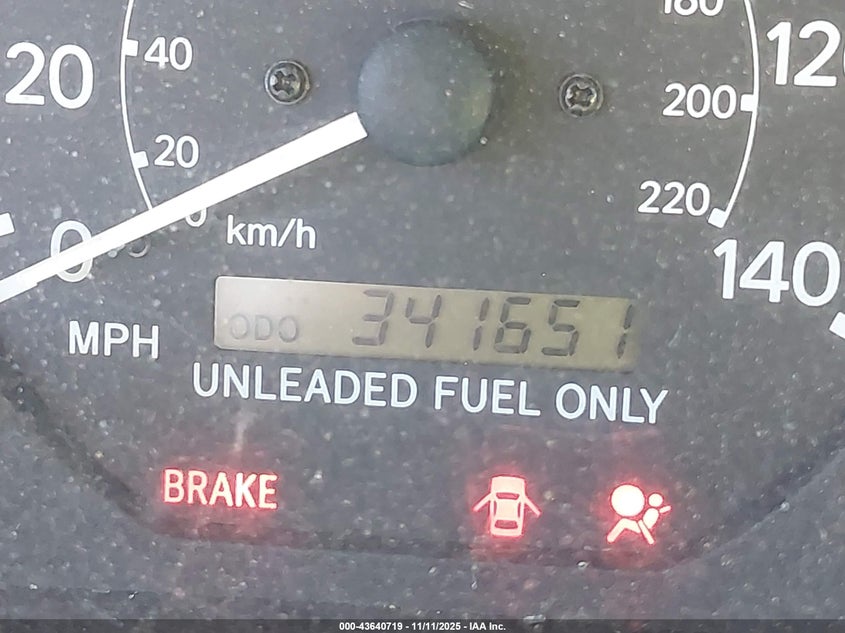 180
20 40 120
200
20
220
0 0 km/h
140
ODO 341651
MPH
UNLEADED FUEL ONLY
BRAKE
000-43640719 - 11/11/2025 - IAA Inc.